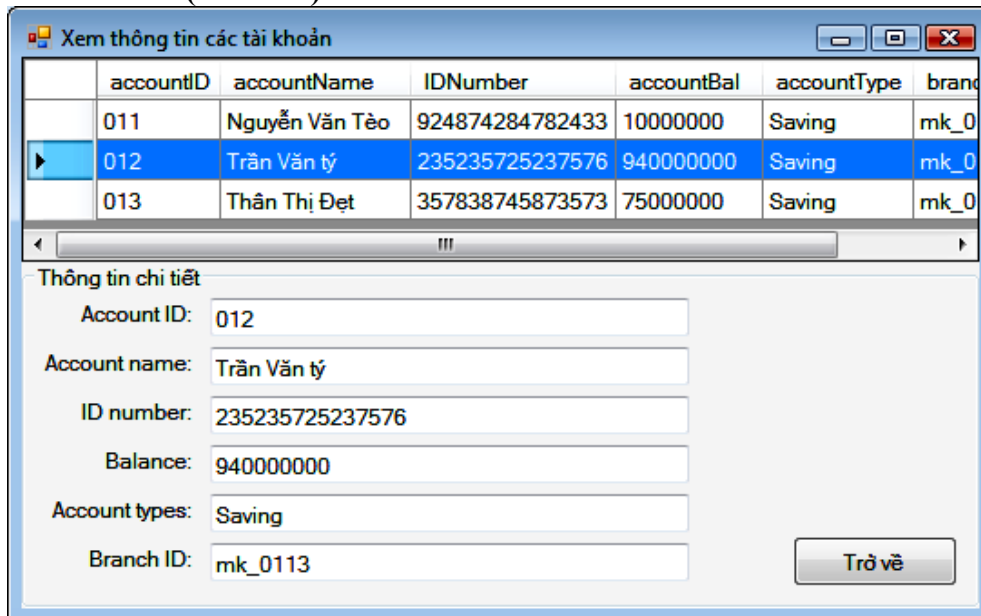 Xem thông tin các tài khoản
accountID accountName IDNumber accountBal accountType
011 Nguyễn Văn Tèo 924874284782433 10000000 Saving mk_0
012 Trần Văn tý 235235725237576 940000000 Saving mk_0
013 Thân Thị Đẹt 357838745873573 75000000 Saving mk_0
Thông tin chi tiết
Account ID: 012
Account name: Trần Văn tý
ID number: 235235725237576
Balance: 940000000
Account types: Saving
Branch ID: mk_0113
Trở về